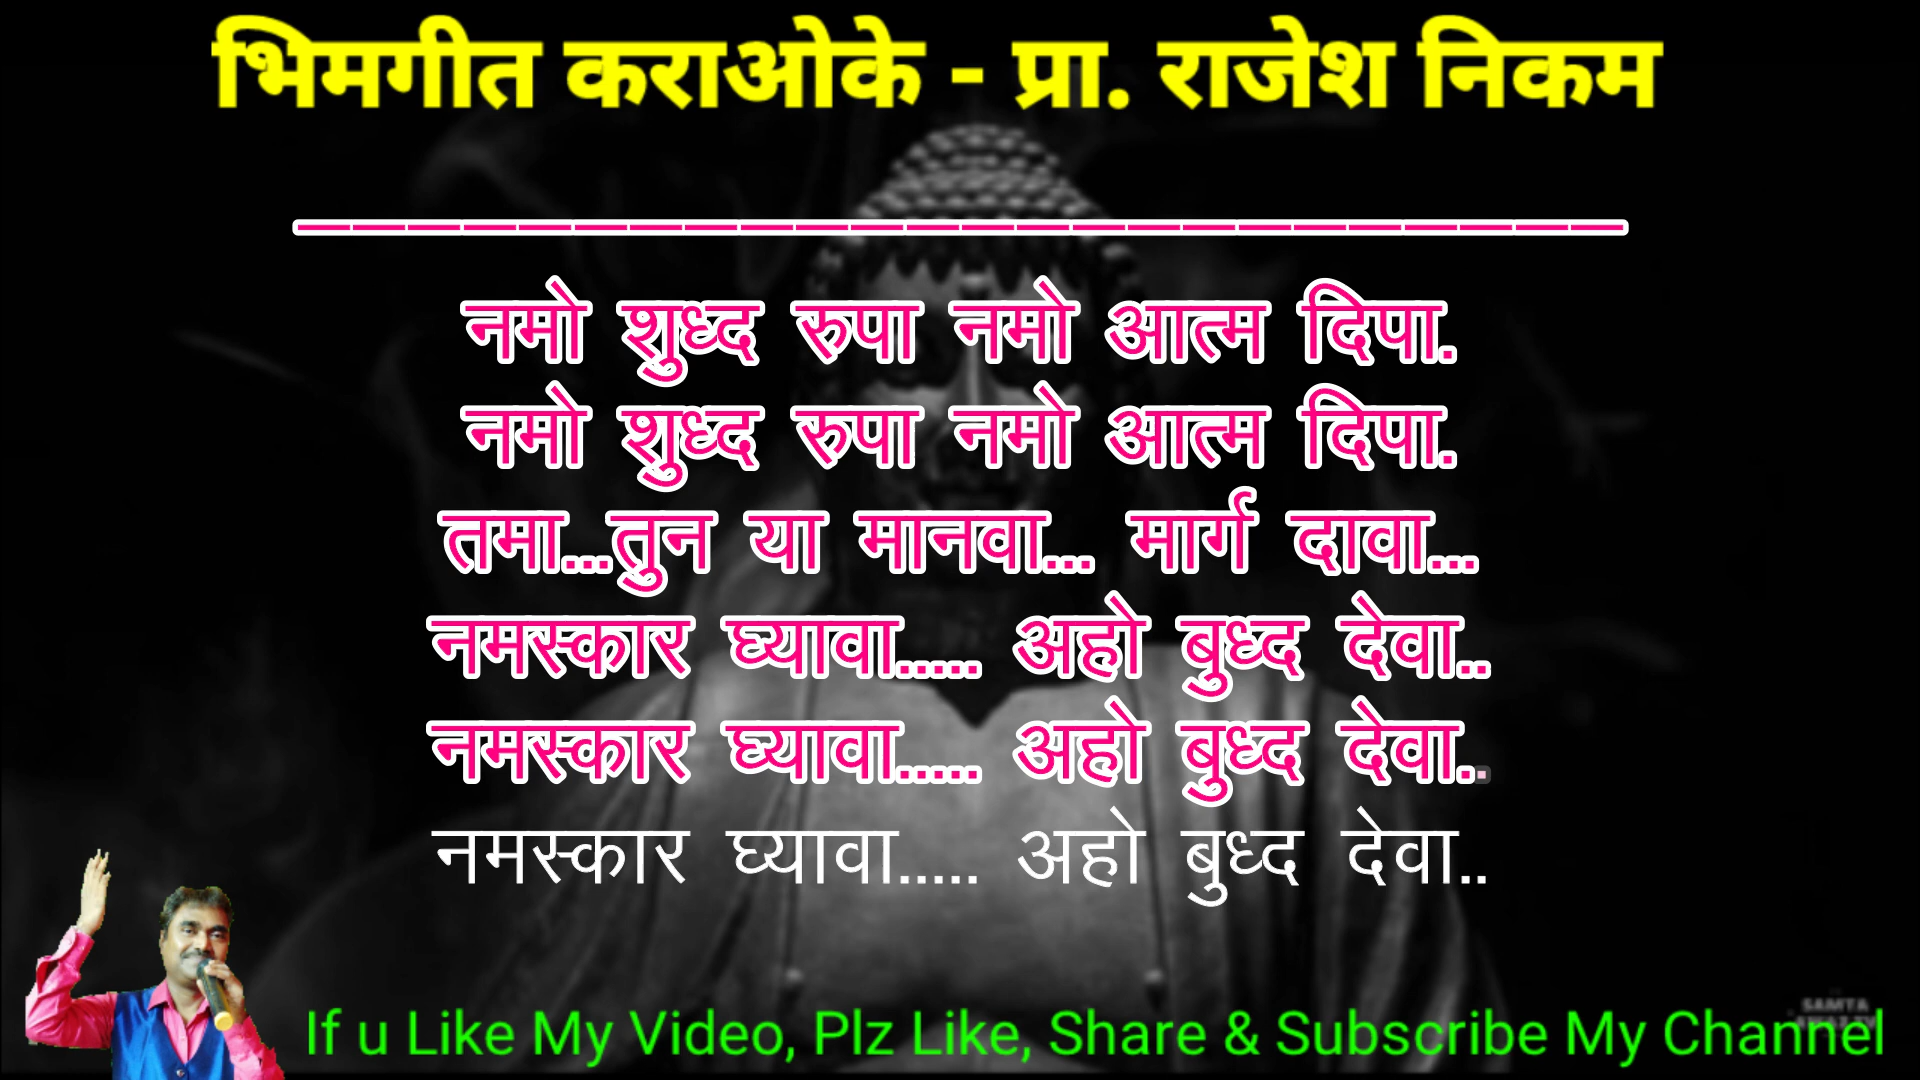 भिमगीत कराओके - प्रा. राजेश निकम
नमो शुध्द रुपा नमो आत्म दिपा.
नमो शुध्द रुपा नमो आत्म दिपा.
तमा...तुन या मानवा... मार्ग दावा...
नमस्कार घ्यावा..... अहो बुध्द देवा..
नमस्कार घ्यावा..... अहो बुध्द देवा..
नमस्कार घ्यावा..... अहो बुध्द देवा..
SAMTA
If u Like My Video, Plz Like, Share & Subscribe My Channel